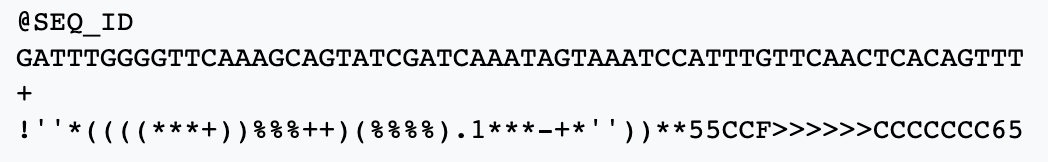 @SEQ_ID
GATTTGGGGTTCAAAGCAGTATCGATCAAATAGTAAATCCATTTGTTCAACTCACAGTTT
+
!''*((((***+))%%%++)(%%%%).1***-+*''))**55CCF>>>>>>CCCCCCC65